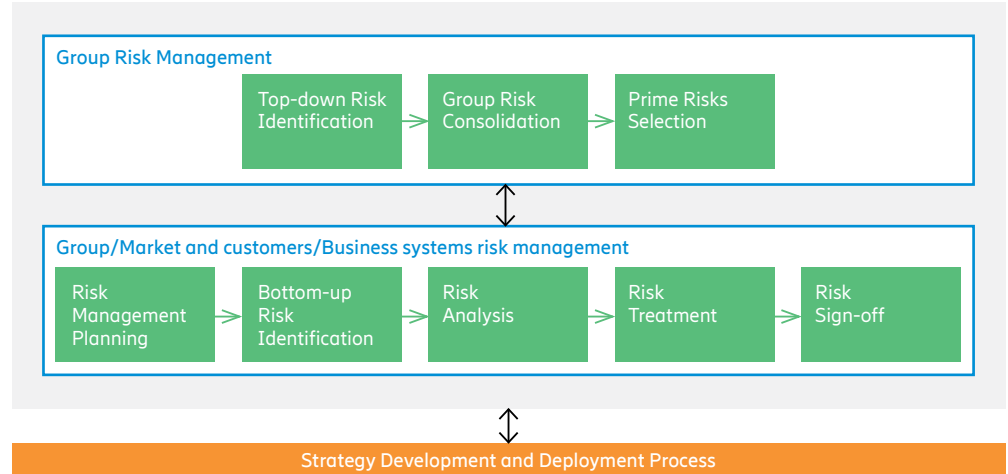 Group Risk Management
Top-down Risk
Identification
Group Risk
Consolidation
Prime Risks
Selection
Group/Market and customers/Business systems risk management
Risk
Management
Planning
Bottom-up
Risk
Identification
Risk
Analysis
Risk
Treatment
Risk
Sign-off
Strategy Development and Deployment Process